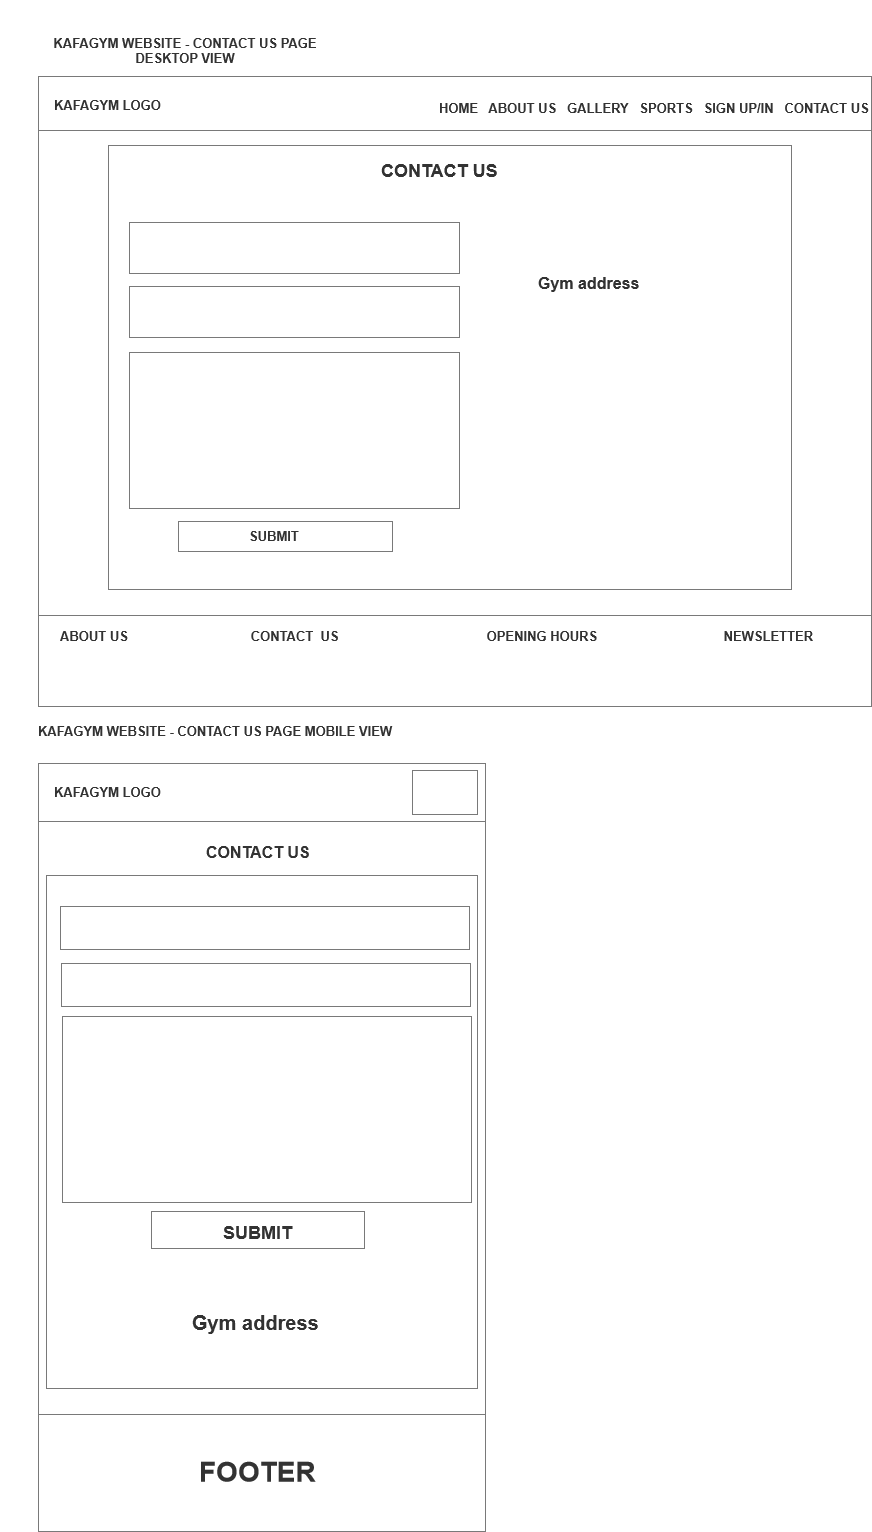 KAFAGYM WEBSITE - CONTACT US PAGE
DESKTOP VIEW
KAFAGYM LOGO
HOME ABOUT US GALLERY SPORTS SIGN UP/IN CONTACT US
CONTACT US
Gym address
SUBMIT
ABOUT US CONTACT US OPENING HOURS NEWSLETTER
KAFAGYM WEBSITE - CONTACT US PAGE MOBILE VIEW
KAFAGYM LOGO
CONTACT US
SUBMIT
Gym address
FOOTER